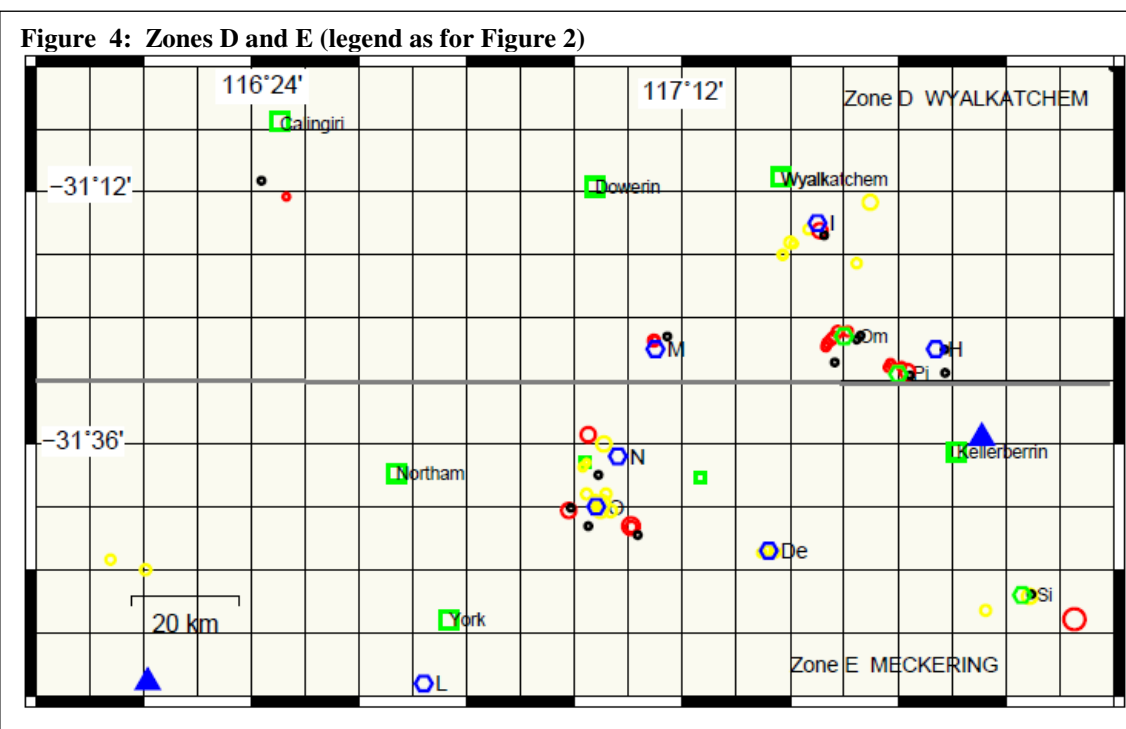 Figure 4: Zones D and E (legend as for Figure 2)
116°24'
117°12'
Zone D WYALKATCHEM
Calingiri
−31°12'
Dowerin
Wyalkatchem
I
Om
M
H
Pi
−31°36'
N
Kellerberrin
Northam
O
De
20 km
Si
York
Zone E MECKERING
L